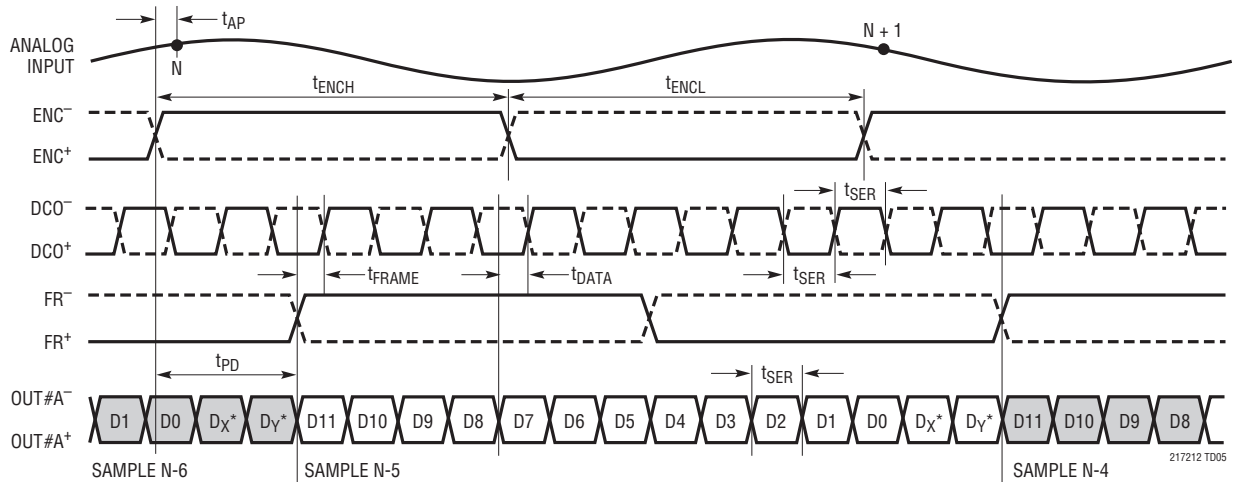 tAP
ANALOG
INPUT
N
N + 1
tENCH
tENCL
ENC–
ENC+
tSER
DCO–
DCO+
tFRAME
tDATA
tSER
FR–
FR+
tPD
tSER
OUT#A–
OUT#A+
D1 D0 DX* DY* D11 D10 D9 D8 D7 D6 D5 D4 D3 D2 D1 D0 DX* DY* D11 D10 D9 D8
SAMPLE N-6
SAMPLE N-5
SAMPLE N-4
217212 TD05